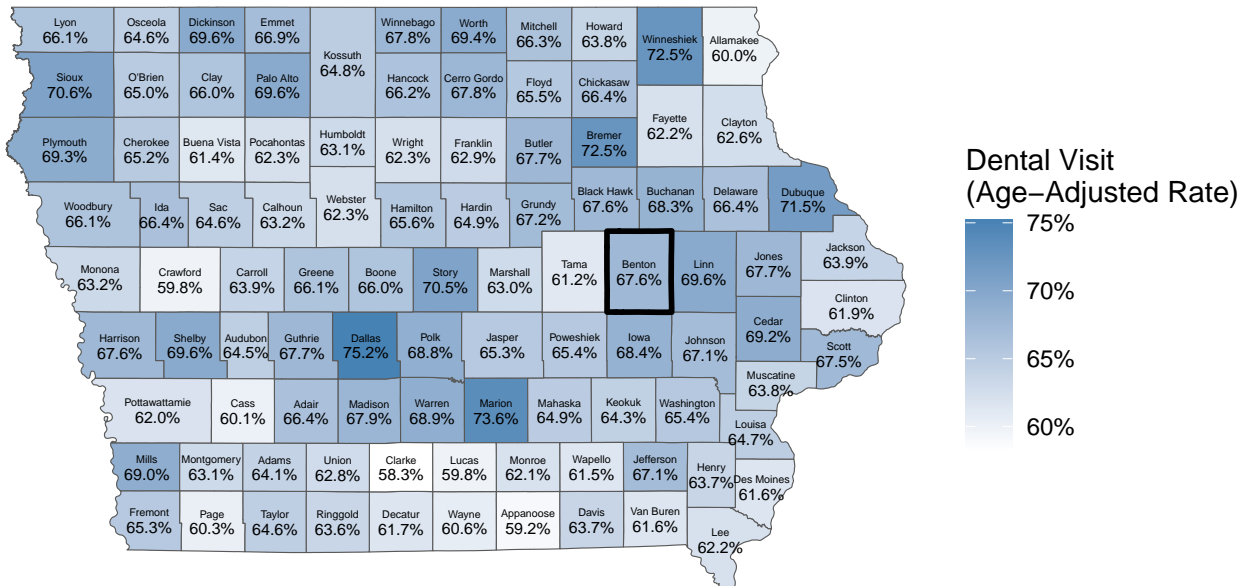 Lyon
66.1%
Osceola
64.6%
Dickinson
69.6%
Emmet
66.9%
Kossuth
64.8%
Winnebago
67.8%
Worth
69.4%
Mitchell
66.3%
Howard
63.8%
Winneshiek
72.5%
Allamakee
60.0%
Sioux
70.6%
O'Brien
65.0%
Clay
66.0%
Palo Alto
69.6%
Hancock
66.2%
Cerro Gordo
67.8%
Floyd
65.5%
Chickasaw
66.4%
Fayette
62.2%
Clayton
62.6%
Plymouth
69.3%
Cherokee
65.2%
Buena Vista
61.4%
Pocahontas
62.3%
Humboldt
63.1%
Wright
62.3%
Franklin
62.9%
Butler
67.7%
Bremer
72.5%
Woodbury
66.1%
Ida
66.4%
Sac
64.6%
Calhoun
63.2%
Webster
62.3%
Hamilton
65.6%
Hardin
64.9%
Grundy
67.2%
Black Hawk
67.6%
Buchanan
68.3%
Delaware
66.4%
Dubuque
71.5%
Monona
63.2%
Crawford
59.8%
Carroll
63.9%
Greene
66.1%
Boone
66.0%
Story
70.5%
Marshall
63.0%
Tama
61.2%
Benton
67.6%
Linn
69.6%
Jones
67.7%
Jackson
63.9%
Clinton
61.9%
Harrison
67.6%
Shelby
69.6%
Audubon
64.5%
Guthrie
67.7%
Dallas
75.2%
Polk
68.8%
Jasper
65.3%
Poweshiek
65.4%
Iowa
68.4%
Johnson
67.1%
Cedar
69.2%
Scott
67.5%
Muscatine
63.8%
Pottawattamie
62.0%
Cass
60.1%
Adair
66.4%
Madison
67.9%
Warren
68.9%
Marion
73.6%
Mahaska
64.9%
Keokuk
64.3%
Washington
65.4%
Louisa
64.7%
Mills
69.0%
Montgomery
63.1%
Adams
64.1%
Union
62.8%
Clarke
58.3%
Lucas
59.8%
Monroe
62.1%
Wapello
61.5%
Jefferson
67.1%
Henry
63.7%
Des Moines
61.6%
Fremont
65.3%
Page
60.3%
Taylor
64.6%
Ringgold
63.6%
Decatur
61.7%
Wayne
60.6%
Appanoose
59.2%
Davis
63.7%
Van Buren
61.6%
Lee
62.2%
Dental Visit
(Age−Adjusted Rate)
75%
70%
65%
60%